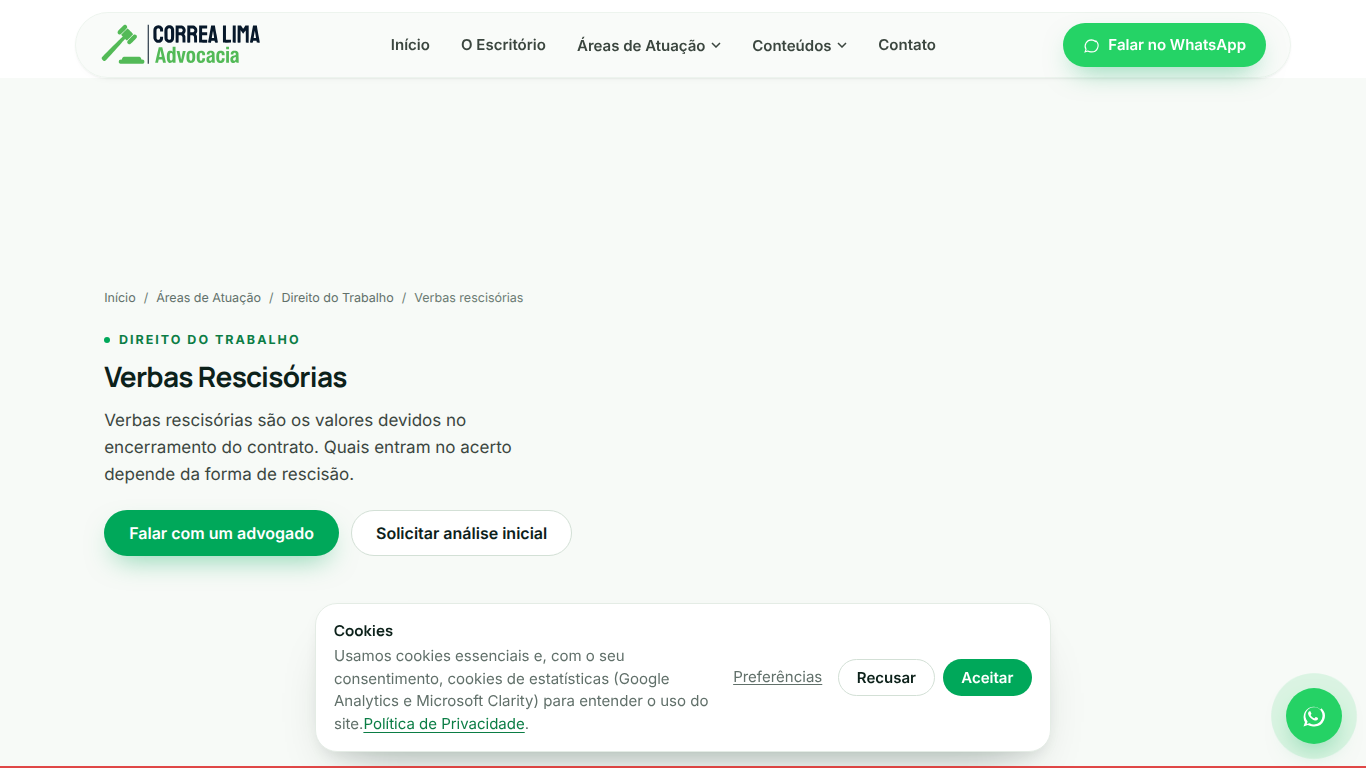 CORREA LIMA
Advocacia
Início
O Escritório
Áreas de Atuação
Conteúdos
Contato
Falar no WhatsApp
Início / Áreas de Atuação / Direito do Trabalho / Verbas rescisórias
DIREITO DO TRABALHO
Verbas Rescisórias
Verbas rescisórias são os valores devidos no
encerramento do contrato. Quais entram no acerto
depende da forma de rescisão.
Falar com um advogado
Solicitar análise inicial
Cookies
Usamos cookies essenciais e, com o seu
consentimento, cookies de estatísticas (Google
Analytics e Microsoft Clarity) para entender o uso do
site.Política de Privacidade.
Preferências
Recusar
Aceitar